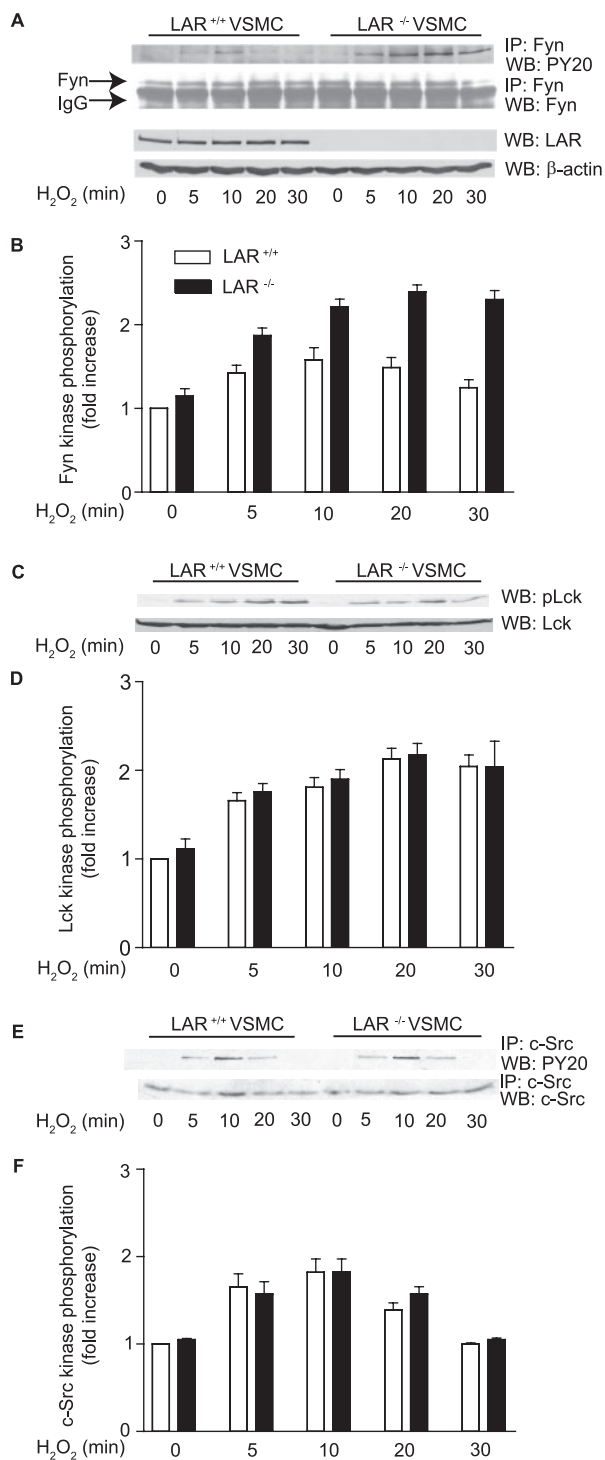 A
LAR +/+ VSMC LAR -/- VSMC
IP: Fyn
WB: PY20
Fyn
IP: Fyn
IgG
WB: Fyn
WB: LAR
WB: β-actin
H2O2 (min) 0 5 10 20 30 0 5 10 20 30
B
Fyn kinase phosphorylation
(fold increase)
3
2
1
0
LAR +/+
LAR -/-
H2O2 (min) 0 5 10 20 30
C
LAR +/+ VSMC LAR -/- VSMC
WB: pLck
WB: Lck
H2O2 (min) 0 5 10 20 30 0 5 10 20 30
D
Lck kinase phosphorylation
(fold increase)
3
2
1
0
H2O2 (min) 0 5 10 20 30
E
LAR +/+ VSMC LAR -/- VSMC
IP: c-Src
WB: PY20
IP: c-Src
WB: c-Src
H2O2 (min) 0 5 10 20 30 0 5 10 20 30
F
c-Src kinase phosphorylation
(fold increase)
3
2
1
0
H2O2 (min) 0 5 10 20 30